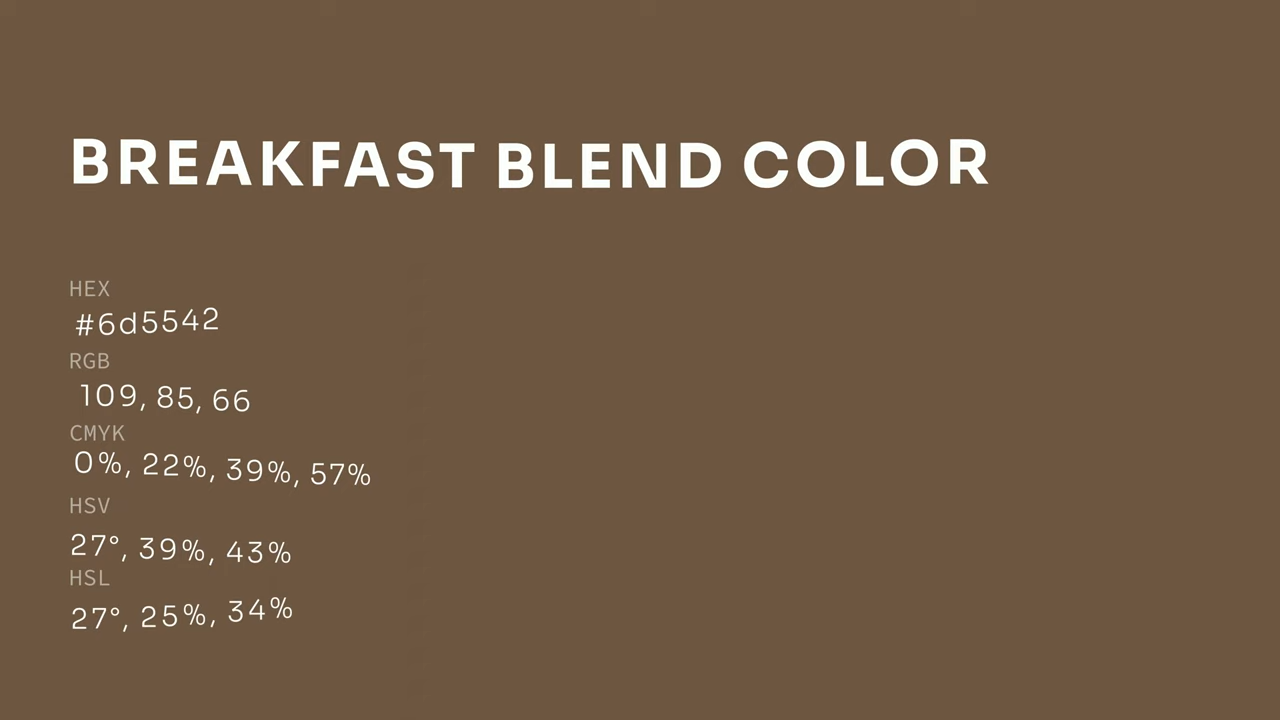 BREAKFAST BLEND COLOR
HEX
#6d5542
RGB
109, 85, 66
CMYK
0%, 22%, 39%, 57%
HSV
27°, 39%, 43%
HSL
27°, 25%, 34%